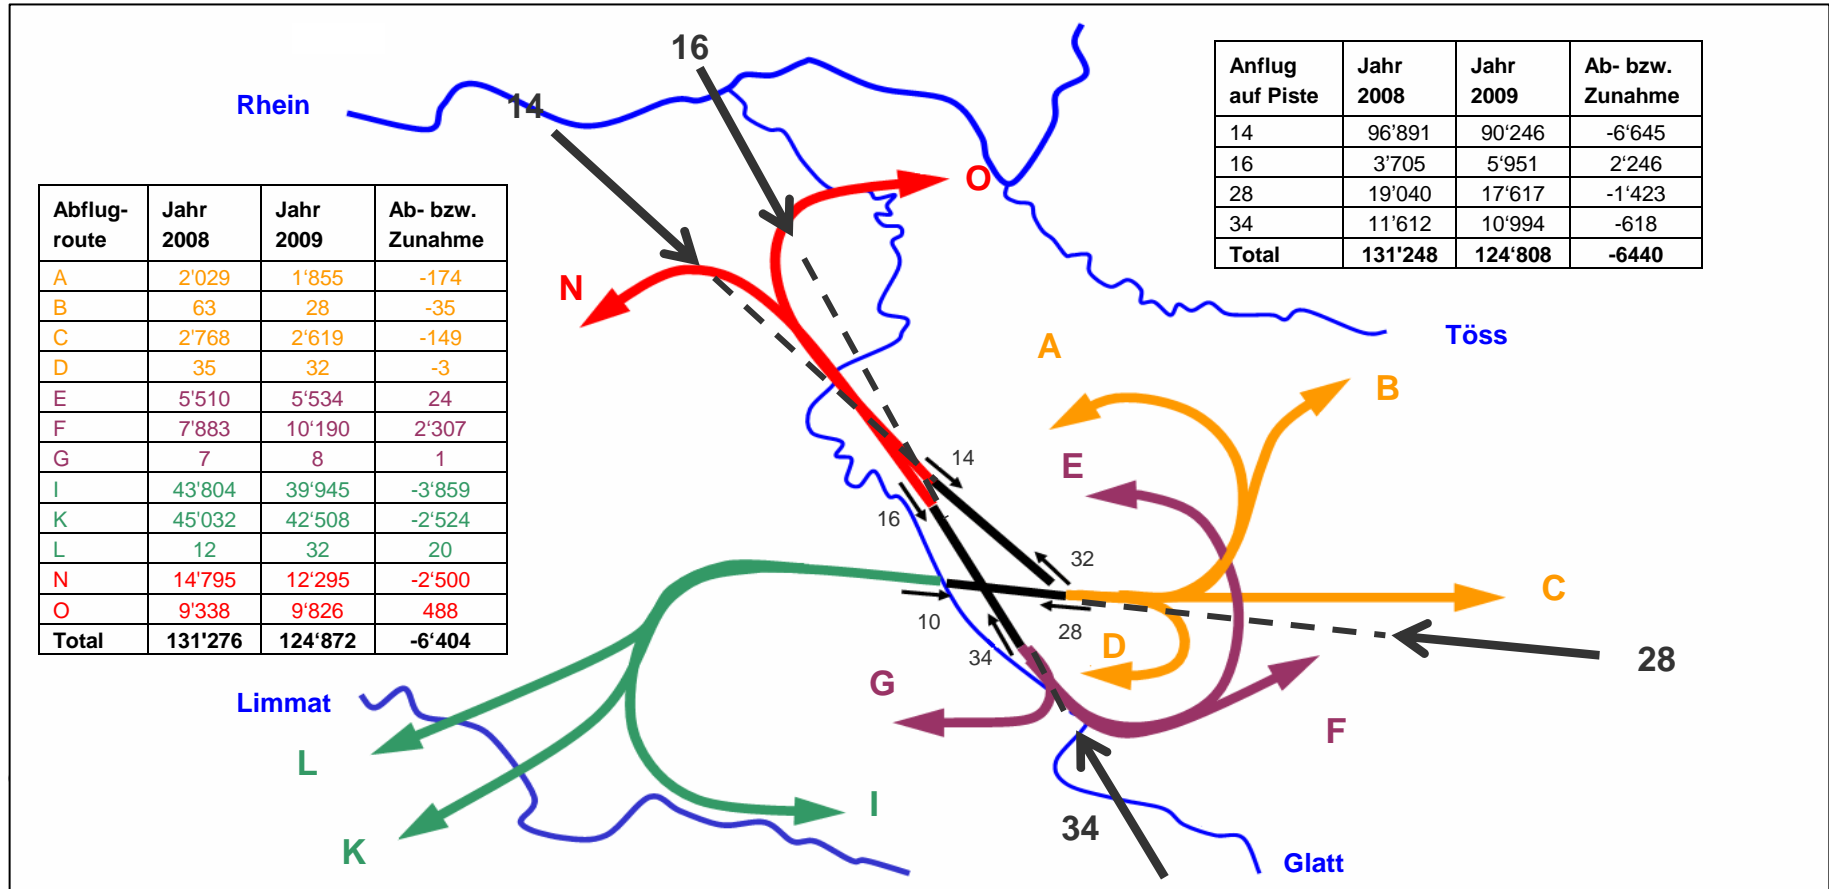 16
14
Rhein
Anflug auf Piste | Jahr 2008 | Jahr 2009 | Ab- bzw. Zunahme
14 | 96’891 | 90‘246 | -6’645
16 | 3’705 | 5‘951 | 2’246
28 | 19’040 | 17‘617 | -1’423
34 | 11’612 | 10‘994 | -618
Total | 131'248 | 124‘808 | -6440
O
Abflug-route | Jahr 2008 | Jahr 2009 | Ab- bzw. Zunahme
A | 2'029 | 1‘855 | -174
B | 63 | 28 | -35
C | 2'768 | 2‘619 | -149
D | 35 | 32 | -3
E | 5'510 | 5‘534 | 24
F | 7'883 | 10‘190 | 2‘307
G | 7 | 8 | 1
I | 43'804 | 39‘945 | -3‘859
K | 45'032 | 42‘508 | -2‘524
L | 12 | 32 | 20
N | 14'795 | 12‘295 | -2‘500
O | 9'338 | 9‘826 | 488
Total | 131'276 | 124‘872 | -6‘404
N
Töss
A
B
E
14
16
32
C
10
28
34
D
28
G
Limmat
F
L
I
34
K
Glatt